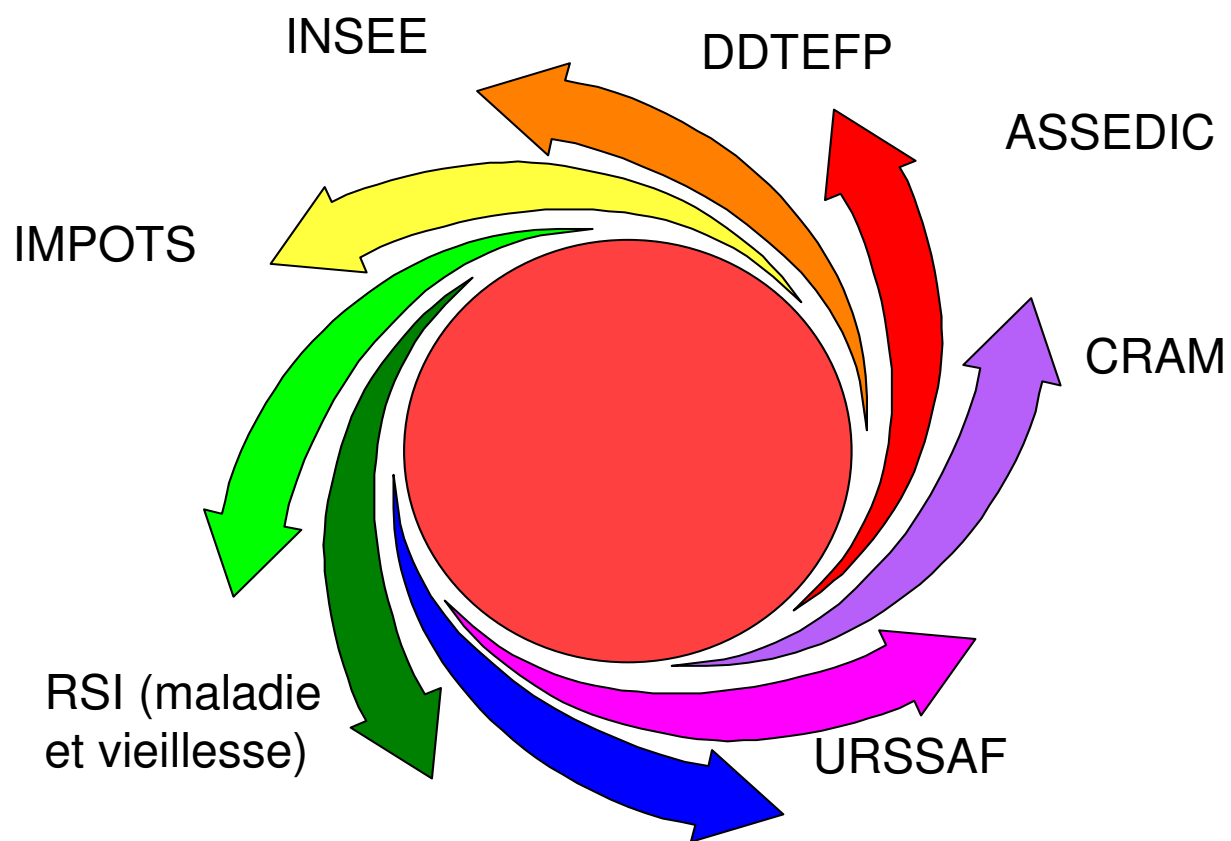 INSEE
DDTEFP
ASSEDIC
IMPOTS
CRAM
RSI (maladie
et vieillesse)
URSSAF